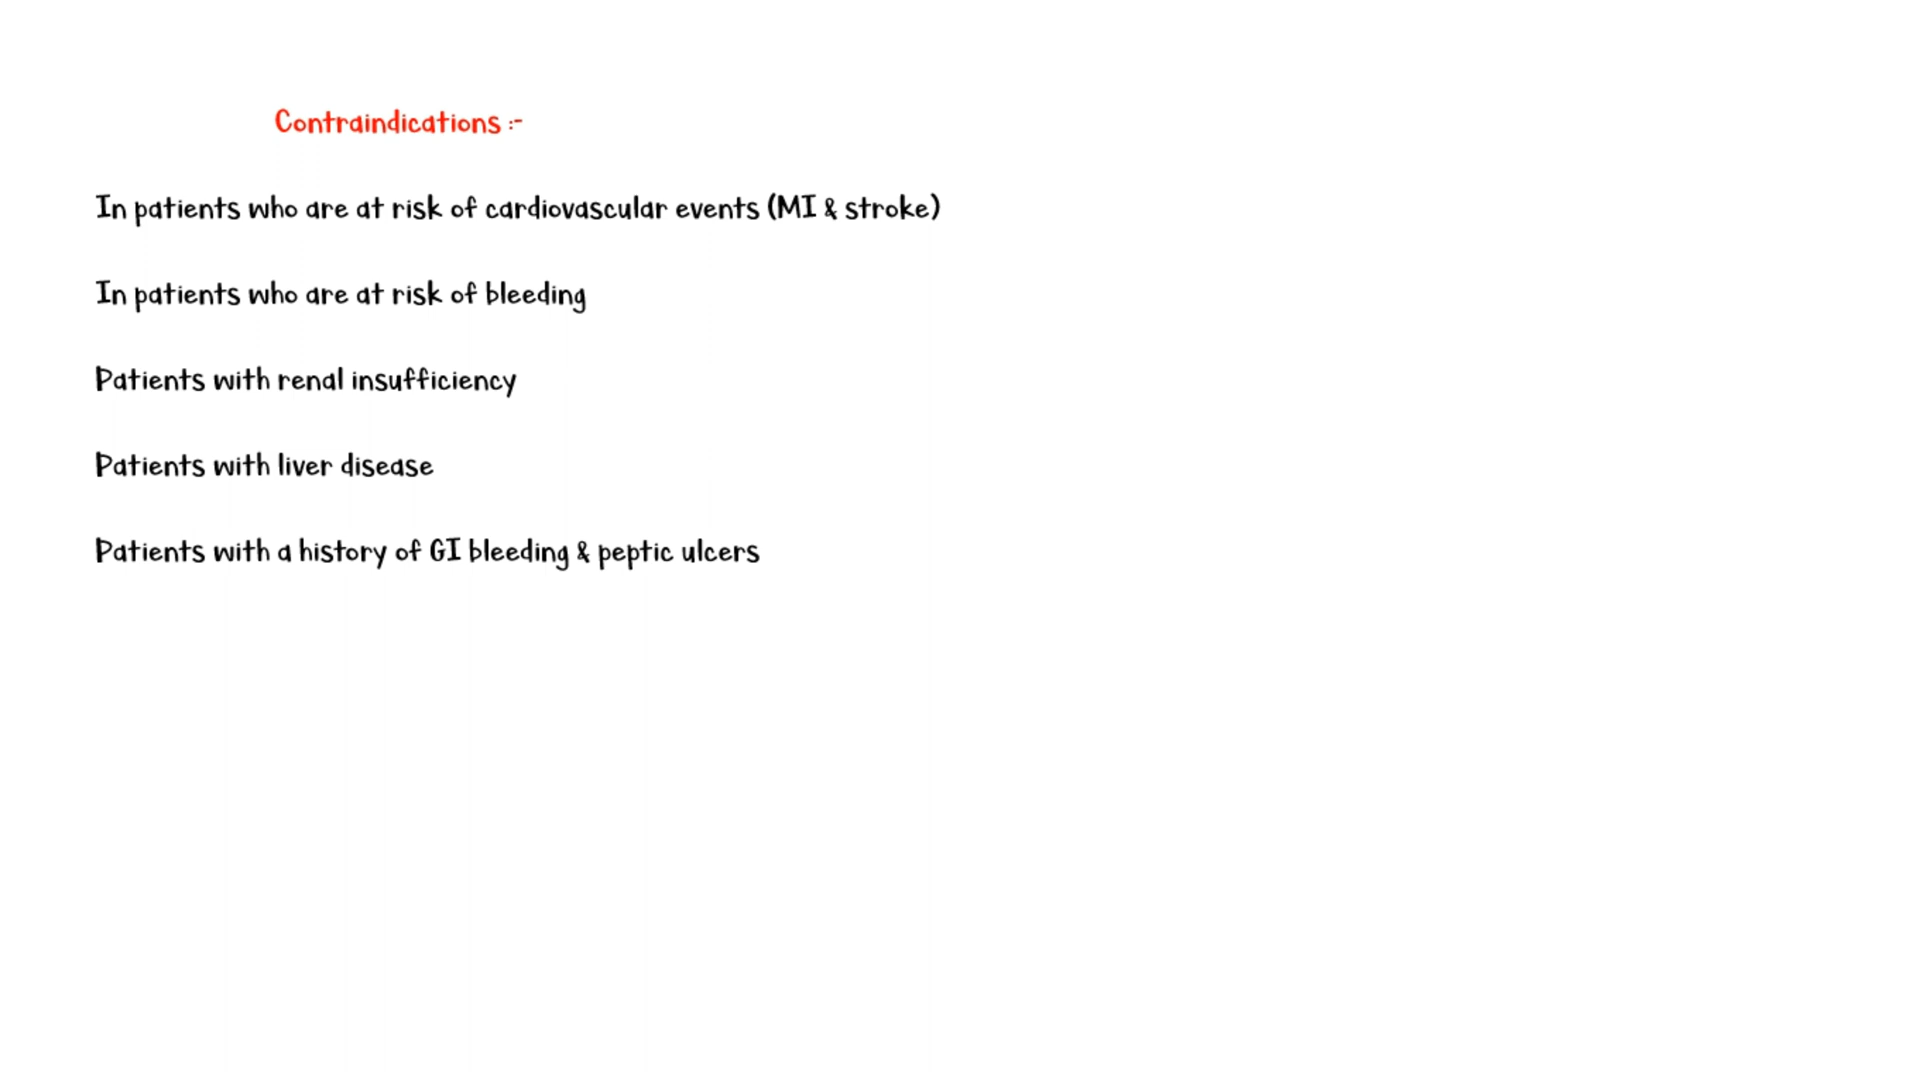 Contraindications :-
In patients who are at risk of cardiovascular events (MI & stroke)
In patients who are at risk of bleeding
Patients with renal insufficiency
Patients with liver disease
Patients with a history of GI bleeding & peptic ulcers